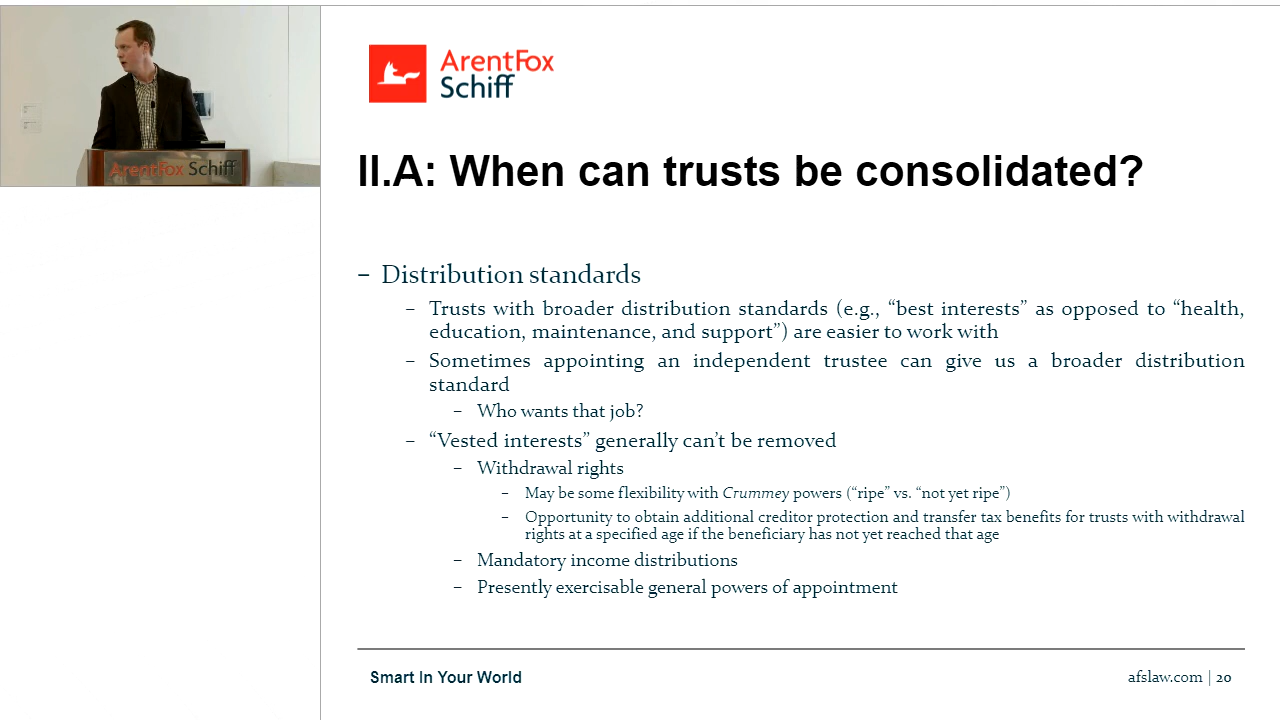 ArentFox Schiff
ArentFox
Schiff
II.A: When can trusts be consolidated?
– Distribution standards
– Trusts with broader distribution standards (e.g., “best interests” as opposed to “health,
education, maintenance, and support”) are easier to work with
– Sometimes appointing an independent trustee can give us a broader distribution
standard
– Who wants that job?
– “Vested interests” generally can’t be removed
– Withdrawal rights
– May be some flexibility with Crummey powers (“ripe” vs. “not yet ripe”)
– Opportunity to obtain additional creditor protection and transfer tax benefits for trusts with withdrawal
rights at a specified age if the beneficiary has not yet reached that age
– Mandatory income distributions
– Presently exercisable general powers of appointment
Smart In Your World
afslaw.com | 20